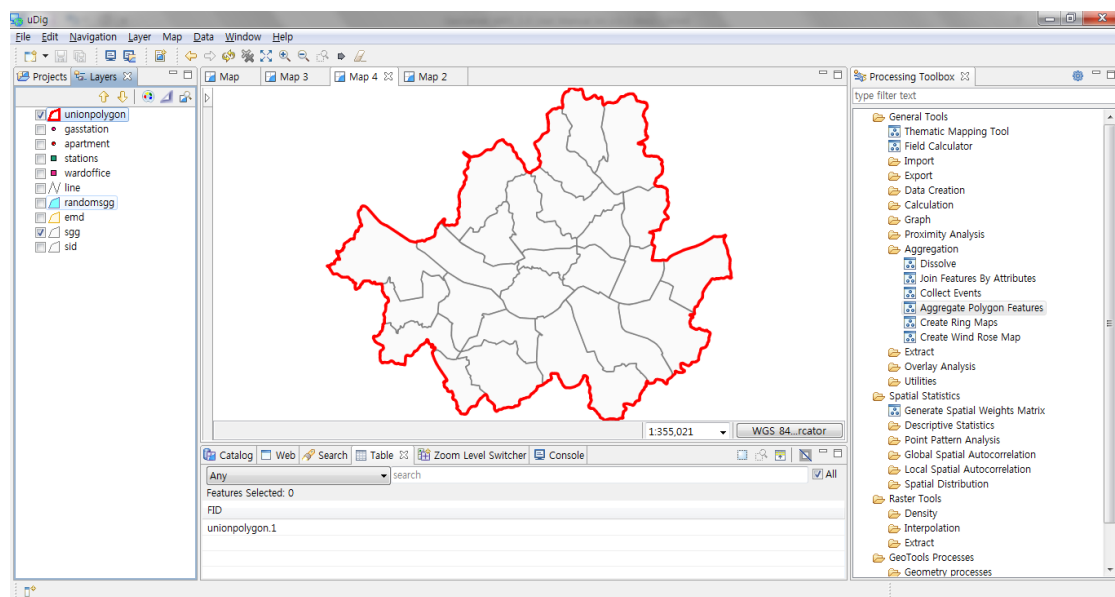 uDig
File Edit Navigation Layer Map Data Window Help
Projects Layers
unionpolygon
gasstation
apartment
stations
wardoffice
line
randomsgg
emd
sgg
sid
Map Map 3 Map 4 Map 2
1:355,021 WGS 84...rcator
Catalog Web Search Table Zoom Level Switcher Console
Any search All
Features Selected: 0
FID
unionpolygon.1
Processing Toolbox
type filter text
General Tools
Thematic Mapping Tool
Field Calculator
Import
Export
Data Creation
Calculation
Graph
Proximity Analysis
Aggregation
Dissolve
Join Features By Attributes
Collect Events
Aggregate Polygon Features
Create Ring Maps
Create Wind Rose Map
Extract
Overlay Analysis
Utilities
Spatial Statistics
Generate Spatial Weights Matrix
Descriptive Statistics
Point Pattern Analysis
Global Spatial Autocorrelation
Local Spatial Autocorrelation
Spatial Distribution
Raster Tools
Density
Interpolation
Extract
GeoTools Processes
Geometry processes